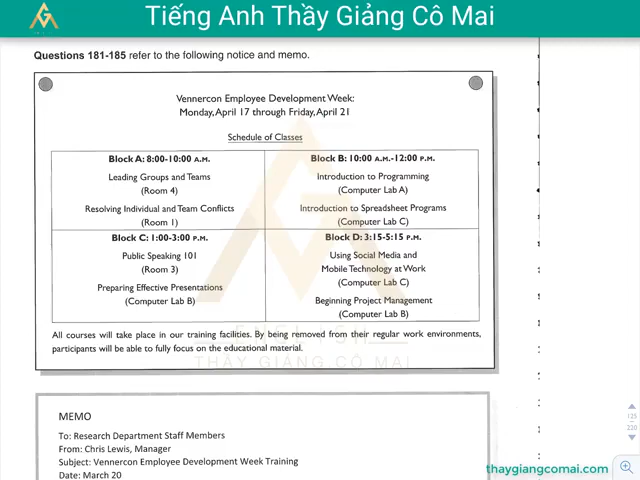 Tiếng Anh Thầy Giảng Cô Mai
Questions 181-185 refer to the following notice and memo.
Vennercon Employee Development Week:
Monday, April 17 through Friday, April 21
Schedule of Classes
Block A: 8:00-10:00 A.M.
Leading Groups and Teams
(Room 4)
Resolving Individual and Team Conflicts
(Room 1)
Block B: 10:00 A.M.-12:00 P.M.
Introduction to Programming
(Computer Lab A)
Introduction to Spreadsheet Programs
(Computer Lab C)
Block C: 1:00-3:00 P.M.
Public Speaking 101
(Room 3)
Preparing Effective Presentations
(Computer Lab B)
Block D: 3:15-5:15 P.M.
Using Social Media and
Mobile Technology at Work
(Computer Lab C)
Beginning Project Management
(Computer Lab B)
All courses will take place in our training facilities. By being removed from their regular work environments,
participants will be able to fully focus on the educational material.
THẦY GIẢNG CÔ MAI
MEMO
To: Research Department Staff Members
From: Chris Lewis, Manager
Subject: Vennercon Employee Development Week Training
Date: March 20
125
220
thaygiangcomai.com